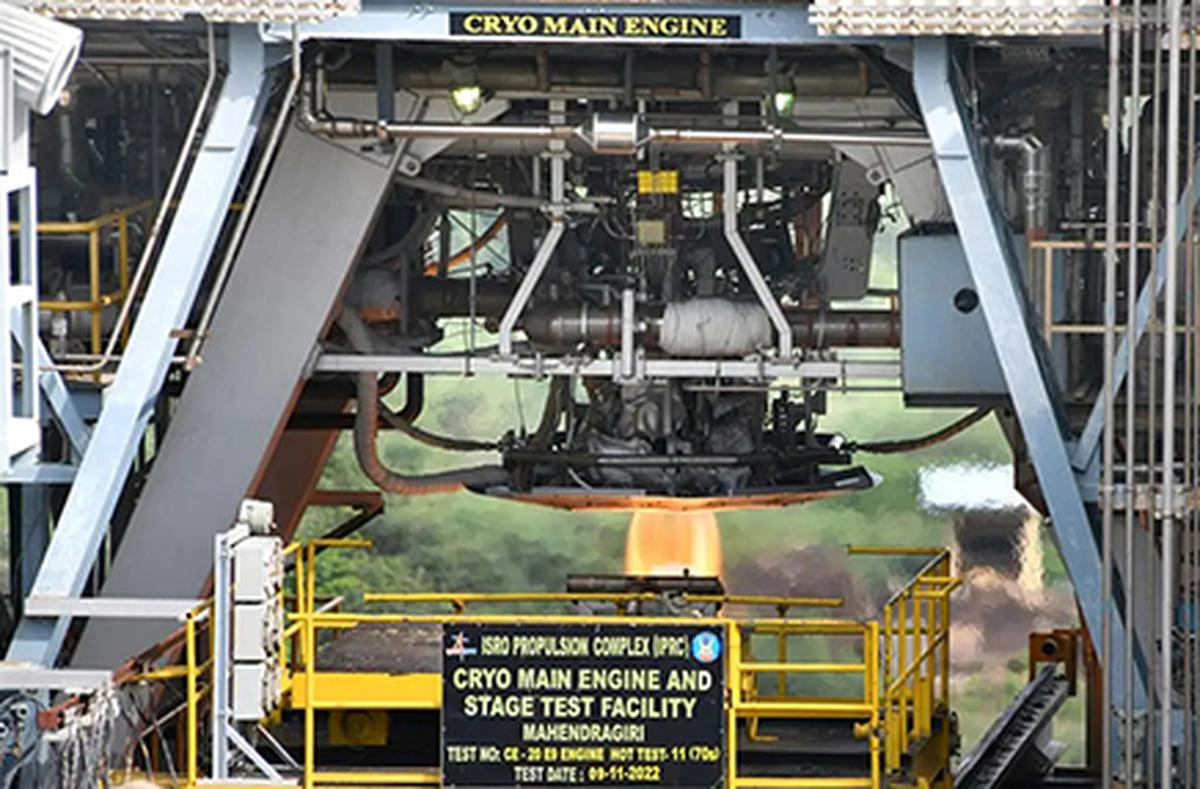 CRYO MAIN ENGINE
ISRO PROPULSION COMPLEX (IPRC)
CRYO MAIN ENGINE AND
STAGE TEST FACILITY
MAHENDRAGIRI
TEST NO: CE - 20 E9 ENGINE HOT TEST- 11 (70s)
TEST DATE : 09-11-2022